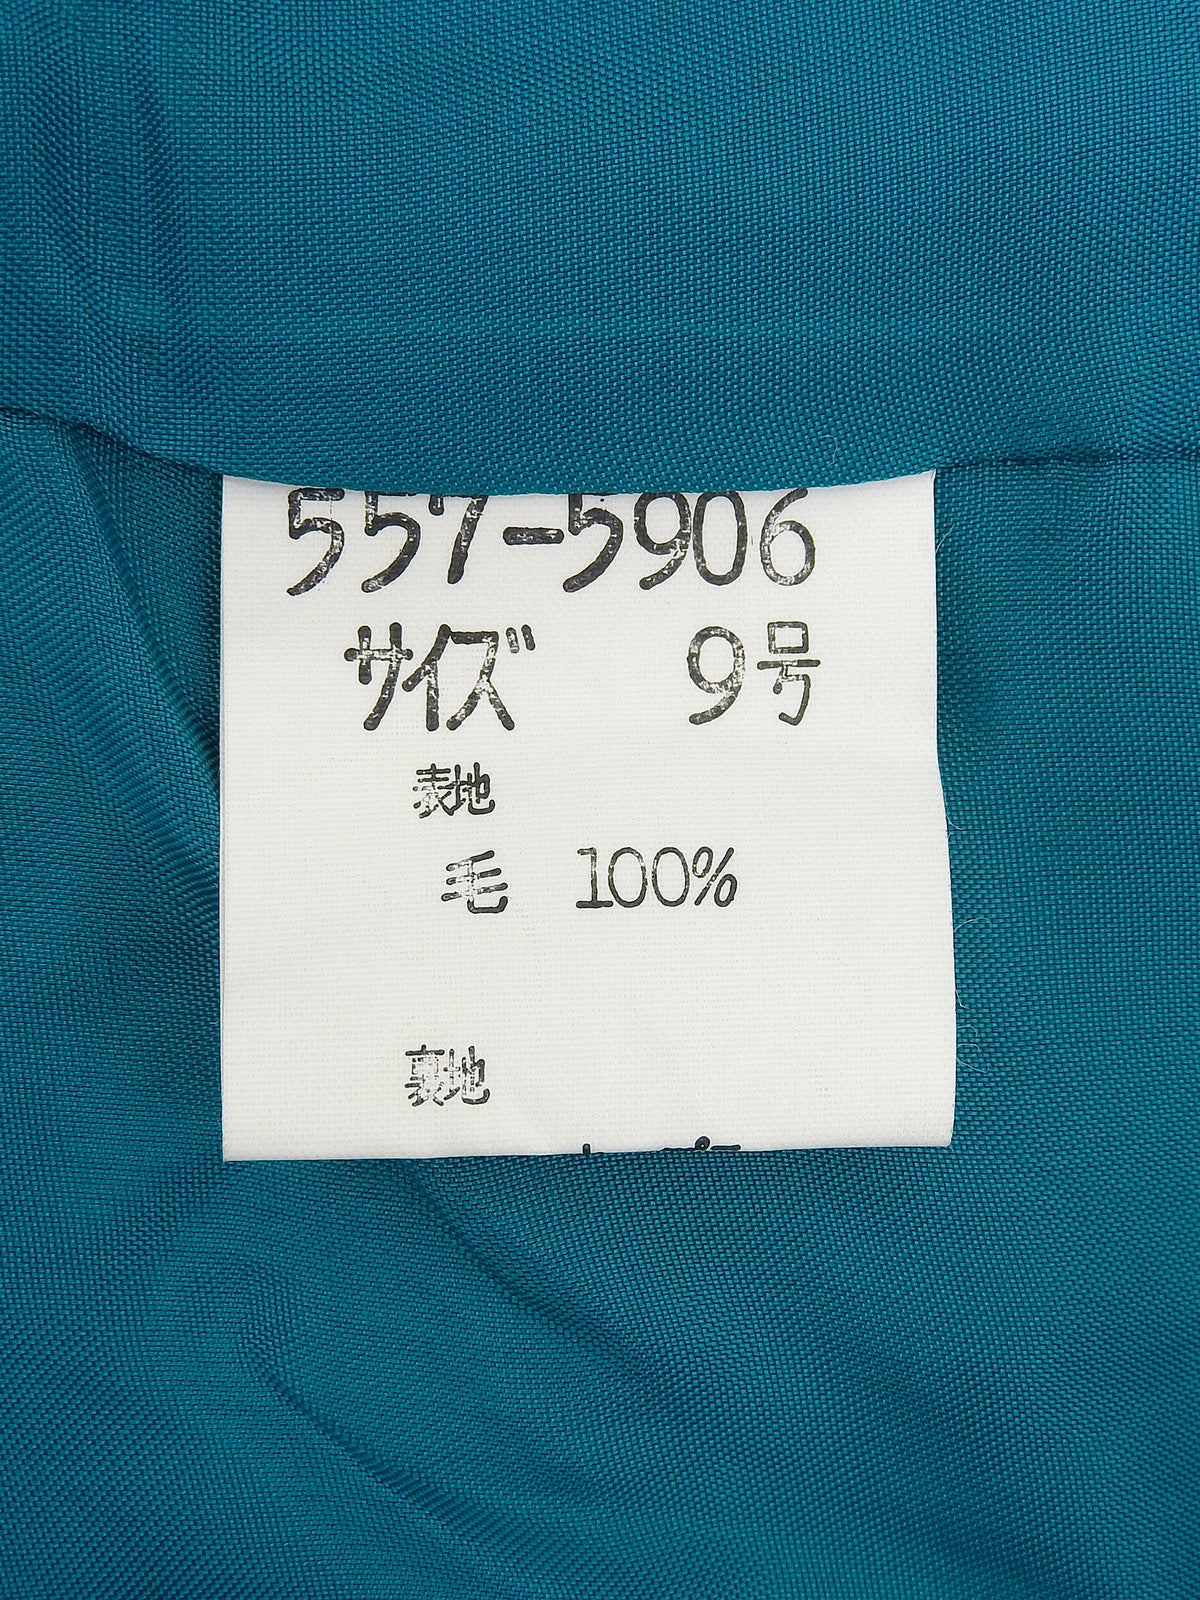 557-5906
サイズ 9号
表地
毛 100%
裏地